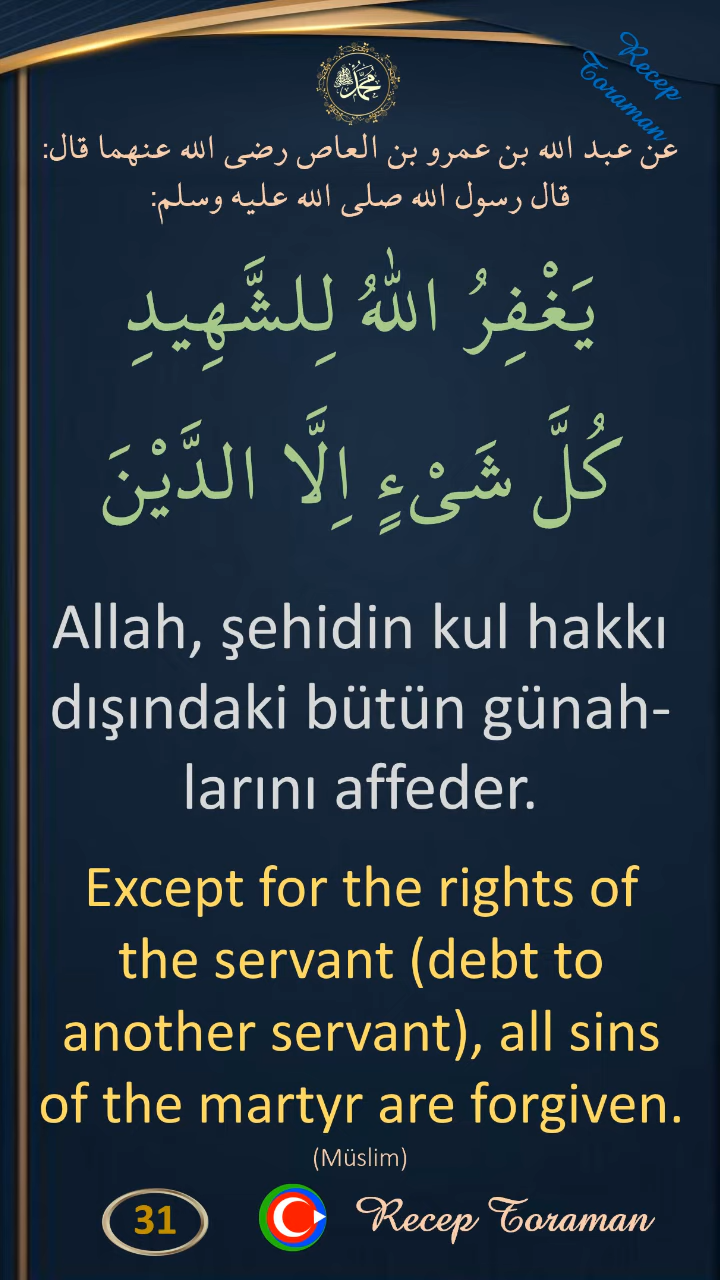 Recep
Toraman
محمد
عن عبد الله بن عمرو بن العاص رضى الله عنهما قال:
قال رسول الله صلى الله عليه وسلم:
يَغْفِرُ اللّٰهُ لِلشَّهِيدِ
كُلَّ شَىْءٍ اِلَّا الدَّيْنَ
Allah, şehidin kul hakkı
dışındaki bütün günah-
larını affeder.
Except for the rights of
the servant (debt to
another servant), all sins
of the martyr are forgiven.
(Müslim)
31
Recep Toraman